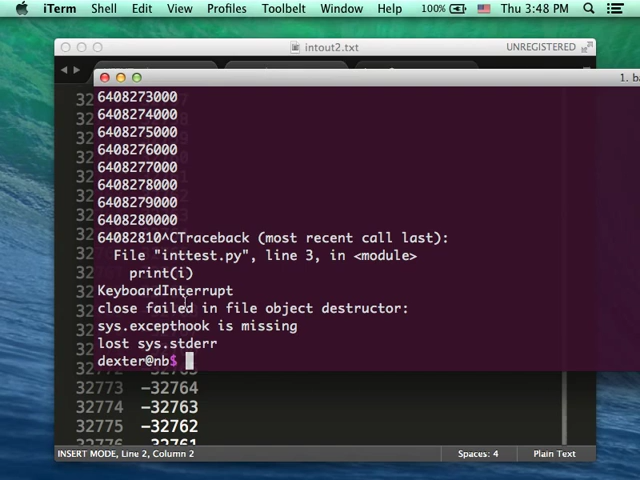 iTerm Shell Edit View Profiles Toolbelt Window Help 100% Thu 3:48 PM
intout2.txt UNREGISTERED
1. ba
6408273000
6408274000
6408275000
6408276000
6408277000
6408278000
6408279000
6408280000
64082810^CTraceback (most recent call last):
File "inttest.py", line 3, in <module>
print(i)
KeyboardInterrupt
close failed in file object destructor:
sys.excepthook is missing
lost sys.stderr
dexter@nb$
32773 -32764
32774 -32763
32775 -32762
INSERT MODE, Line 2, Column 2 Spaces: 4 Plain Text